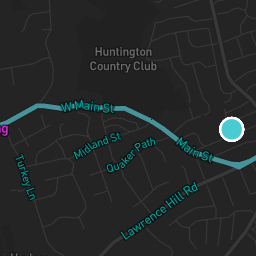 Huntington
Country Club
W Main St
Midland St
Quaker Path
Main St
Turkey Ln
Lawrence Hill Rd